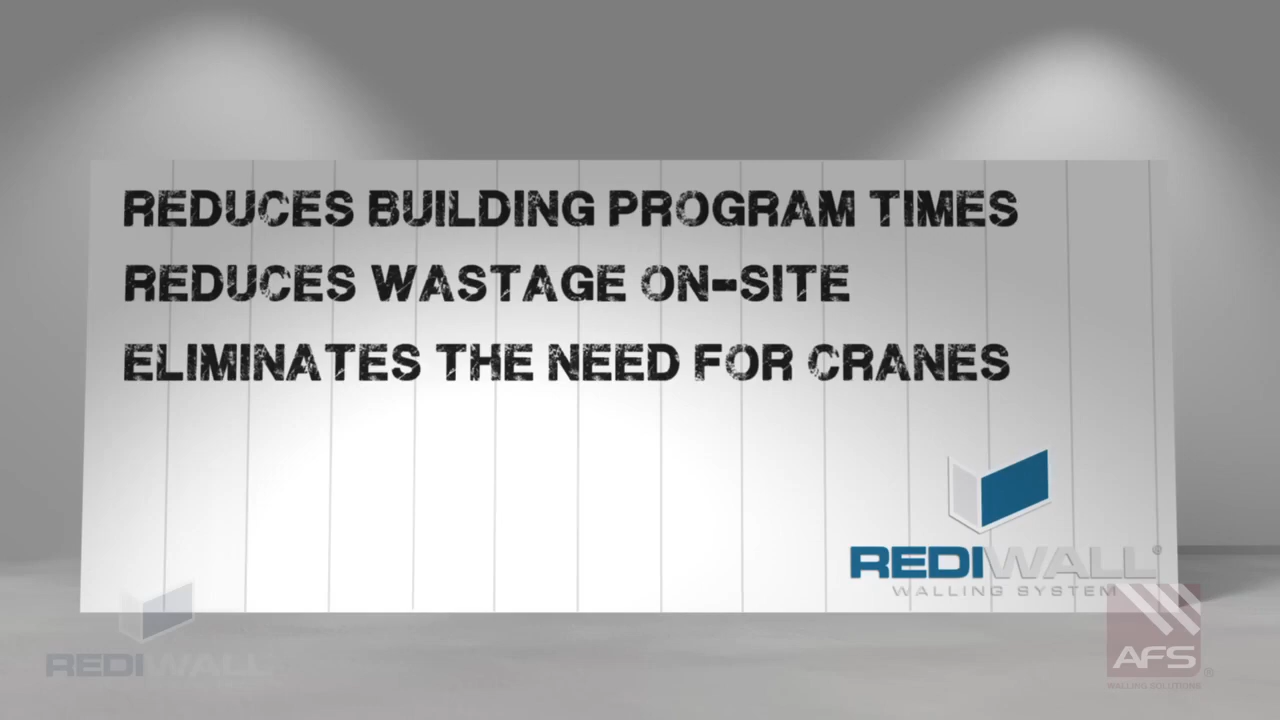 REDUCES BUILDING PROGRAM TIMES
REDUCES WASTAGE ON-SITE
ELIMINATES THE NEED FOR CRANES
REDIWALL®
WALLING SYSTEM
REDIWALL
AFS®
WALLING SOLUTIONS